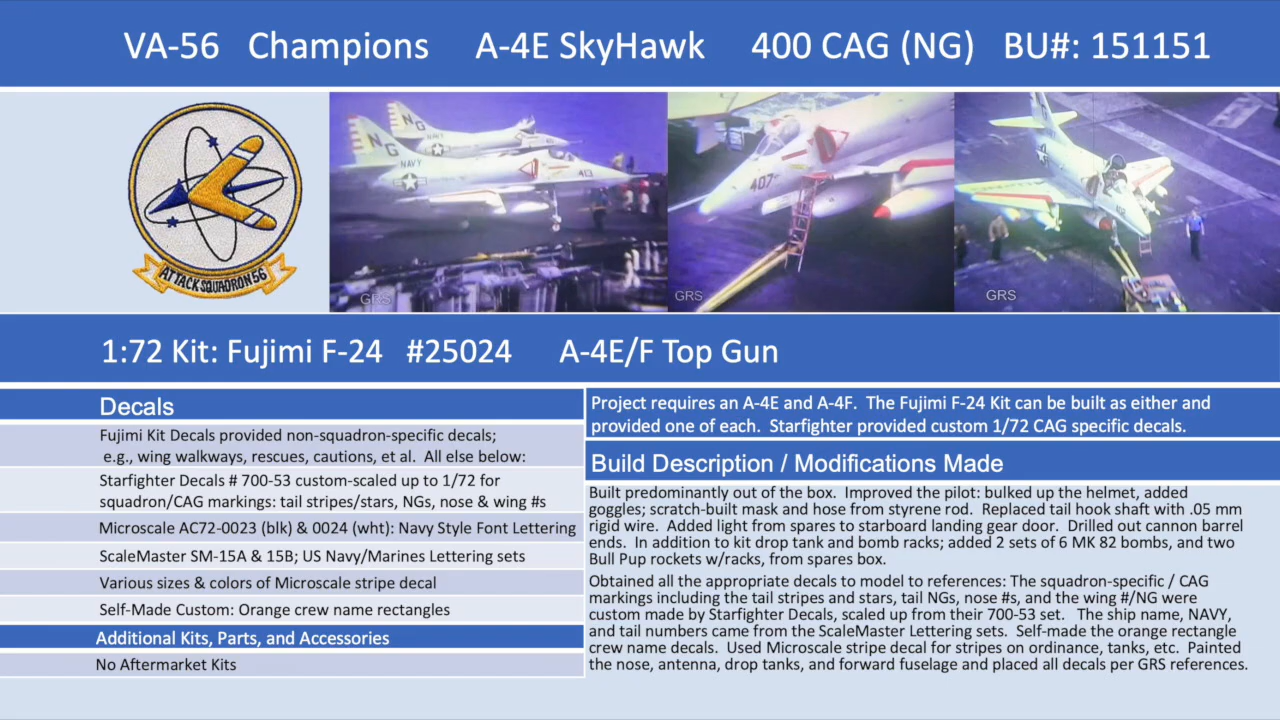 VA-56 Champions A-4E SkyHawk 400 CAG (NG) BU#: 151151
ATTACK SQUADRON 56
NG
NG
NAVY
NAVY
413
GRS
407
GRS
GRS
1:72 Kit: Fujimi F-24 #25024 A-4E/F Top Gun
Decals
Fujimi Kit Decals provided non-squadron-specific decals;
e.g., wing walkways, rescues, cautions, et al. All else below:
Starfighter Decals # 700-53 custom-scaled up to 1/72 for
squadron/CAG markings: tail stripes/stars, NGs, nose & wing #s
Microscale AC72-0023 (blk) & 0024 (wht): Navy Style Font Lettering
ScaleMaster SM-15A & 15B; US Navy/Marines Lettering sets
Various sizes & colors of Microscale stripe decal
Self-Made Custom: Orange crew name rectangles
Additional Kits, Parts, and Accessories
No Aftermarket Kits
Project requires an A-4E and A-4F. The Fujimi F-24 Kit can be built as either and
provided one of each. Starfighter provided custom 1/72 CAG specific decals.
Build Description / Modifications Made
Built predominantly out of the box. Improved the pilot: bulked up the helmet, added
goggles; scratch-built mask and hose from styrene rod. Replaced tail hook shaft with .05 mm
rigid wire. Added light from spares to starboard landing gear door. Drilled out cannon barrel
ends. In addition to kit drop tank and bomb racks; added 2 sets of 6 MK 82 bombs, and two
Bull Pup rockets w/racks, from spares box.
Obtained all the appropriate decals to model to references: The squadron-specific / CAG
markings including the tail stripes and stars, tail NGs, nose #s, and the wing #/NG were
custom made by Starfighter Decals, scaled up from their 700-53 set. The ship name, NAVY,
and tail numbers came from the ScaleMaster Lettering sets. Self-made the orange rectangle
crew name decals. Used Microscale stripe decal for stripes on ordinance, tanks, etc. Painted
the nose, antenna, drop tanks, and forward fuselage and placed all decals per GRS references.